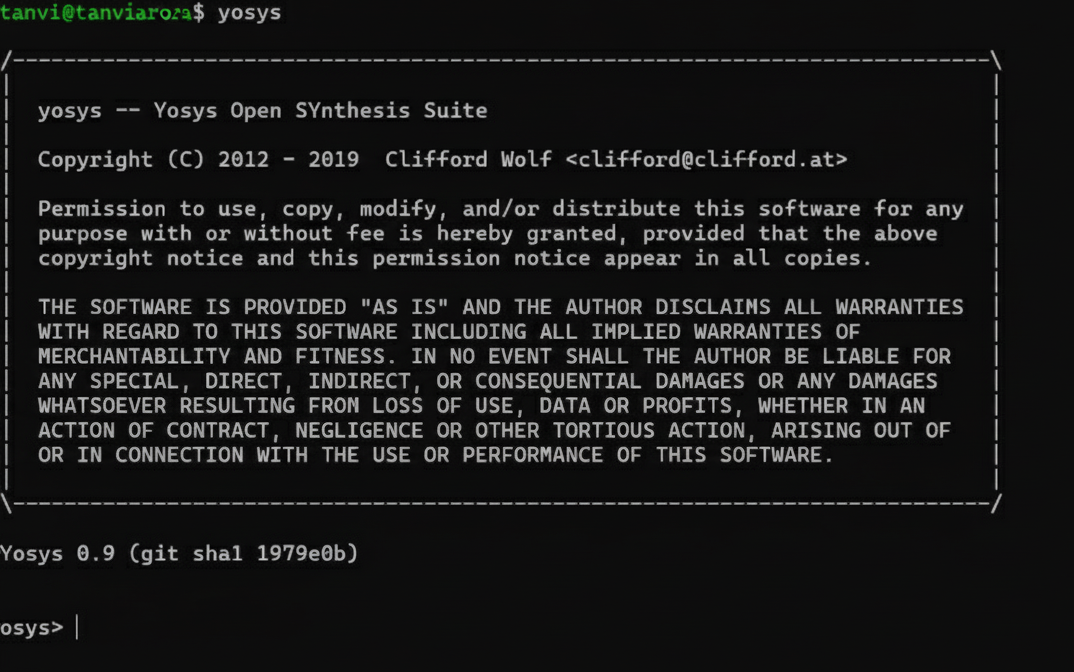 tanvi@tanviarora$ yosys
/----------------------------------------------------------------------------\
yosys -- Yosys Open SYnthesis Suite
Copyright (C) 2012 - 2019  Clifford Wolf <clifford@clifford.at>
Permission to use, copy, modify, and/or distribute this software for any
purpose with or without fee is hereby granted, provided that the above
copyright notice and this permission notice appear in all copies.
THE SOFTWARE IS PROVIDED "AS IS" AND THE AUTHOR DISCLAIMS ALL WARRANTIES
WITH REGARD TO THIS SOFTWARE INCLUDING ALL IMPLIED WARRANTIES OF
MERCHANTABILITY AND FITNESS. IN NO EVENT SHALL THE AUTHOR BE LIABLE FOR
ANY SPECIAL, DIRECT, INDIRECT, OR CONSEQUENTIAL DAMAGES OR ANY DAMAGES
WHATSOEVER RESULTING FROM LOSS OF USE, DATA OR PROFITS, WHETHER IN AN
ACTION OF CONTRACT, NEGLIGENCE OR OTHER TORTIOUS ACTION, ARISING OUT OF
OR IN CONNECTION WITH THE USE OR PERFORMANCE OF THIS SOFTWARE.
\----------------------------------------------------------------------------/
Yosys 0.9 (git sha1 1979e0b)
osys>